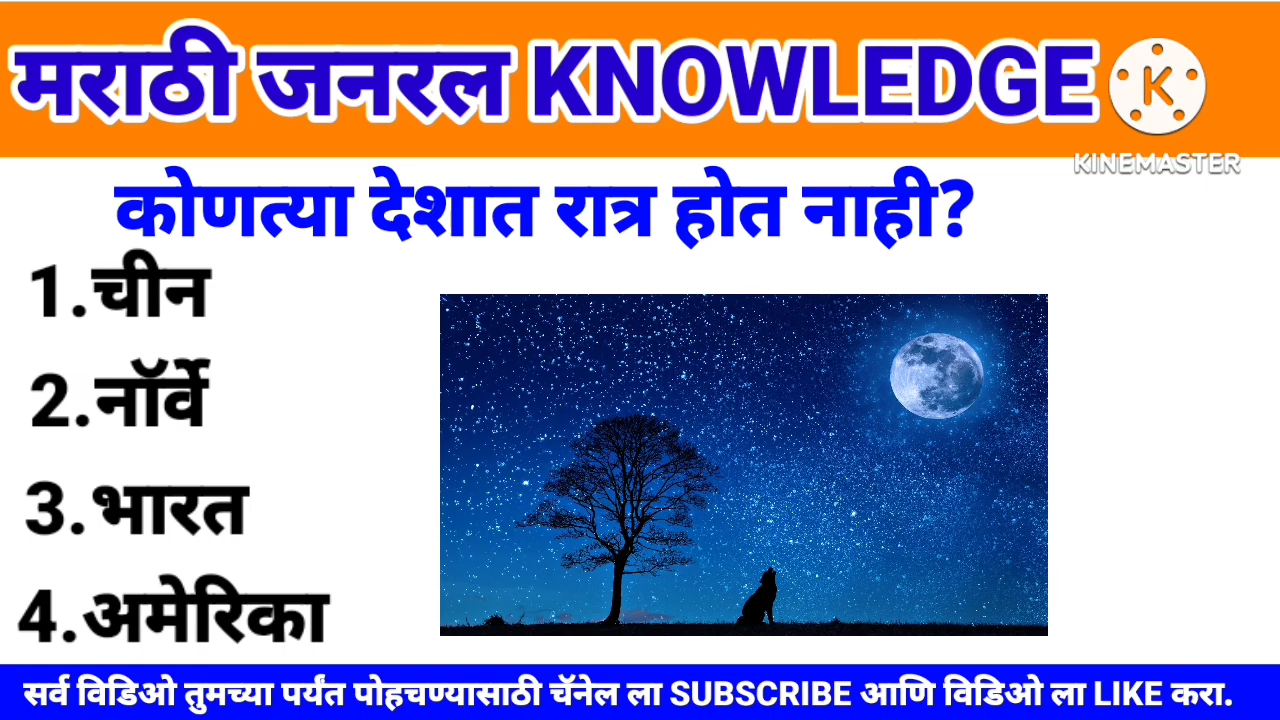 मराठी जनरल KNOWLEDGE
K
KINEMASTER
कोणत्या देशात रात्र होत नाही?
1.चीन
2.नॉर्वे
3.भारत
4.अमेरिका
सर्व विडिओ तुमच्या पर्यंत पोहचण्यासाठी चॅनेल ला SUBSCRIBE आणि विडिओ ला LIKE करा.